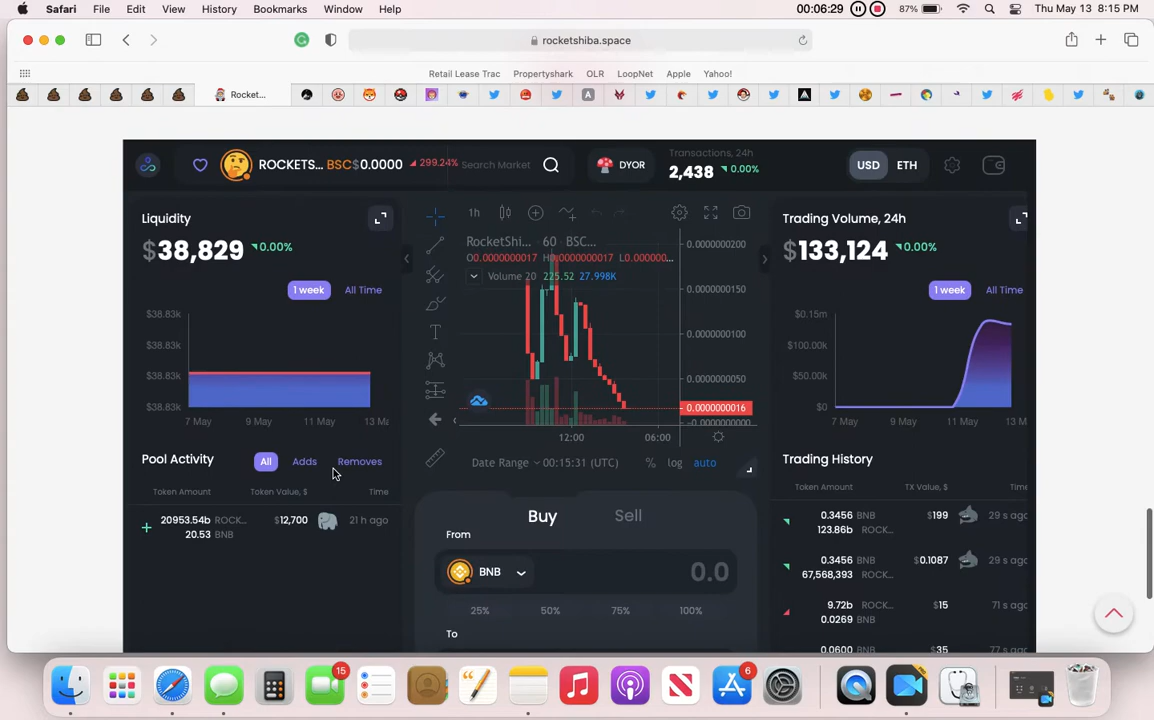 Safari File Edit View History Bookmarks Window Help 00:06:29 87% Thu May 13 8:15 PM
rocketshiba.space
Retail Lease Trac Propertyshark OLR LoopNet Apple Yahoo!
Rocket...
ROCKETS... BSC $0.0000 299.24% Search Market DYOR Transactions, 24h 2,438 0.00% USD ETH
Liquidity
$38,829 0.00%
1 week All Time
$38.83k
$38.83k
$38.83k
$38.83k
7 May 9 May 11 May 13 Ma
Pool Activity All Adds Removes
Token Amount Token Value, $ Time
20953.54b ROCK... $12,700 21 h ago
20.53 BNB
1h
RocketShi... 60 BSC...
O0.0000000017 H0.0000000017 L0.000000...
Volume 20 225.52 27.998K
0.0000000200
0.0000000150
0.0000000100
0.0000000050
0.0000000016
-0.0000000000
12:00 06:00
Date Range 00:15:31 (UTC) % log auto
Buy Sell
From
BNB 0.0
25% 50% 75% 100%
To
Trading Volume, 24h
$133,124 0.00%
1 week All Time
$0.15m
$100.00k
$50.00k
$0
7 May 9 May 11 May 13 M
Trading History
Token Amount TX Value, $ Time
0.3456 BNB $199 29 s ago
123.86b ROCK...
0.3456 BNB $0.1087 29 s ago
67,568,393 ROCK...
9.72b ROCK... $15 71 s ago
0.0269 BNB
0.0600 BNB $35 77 s ago
15
6